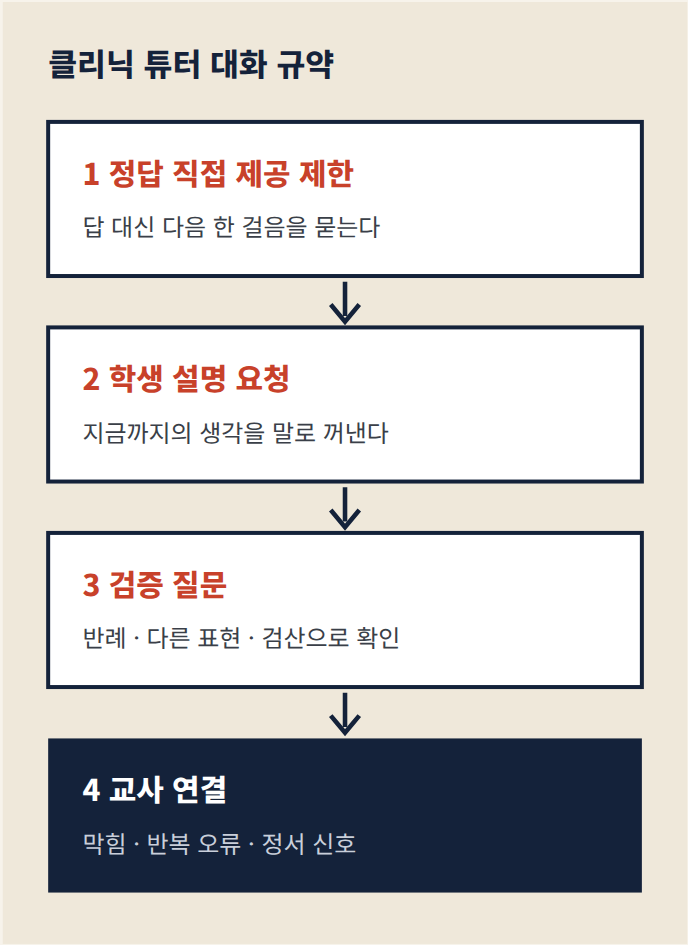 클리닉 튜터 대화 규약
1 정답 직접 제공 제한
답 대신 다음 한 걸음을 묻는다
2 학생 설명 요청
지금까지의 생각을 말로 꺼낸다
3 검증 질문
반례 · 다른 표현 · 검산으로 확인
4 교사 연결
막힘 · 반복 오류 · 정서 신호